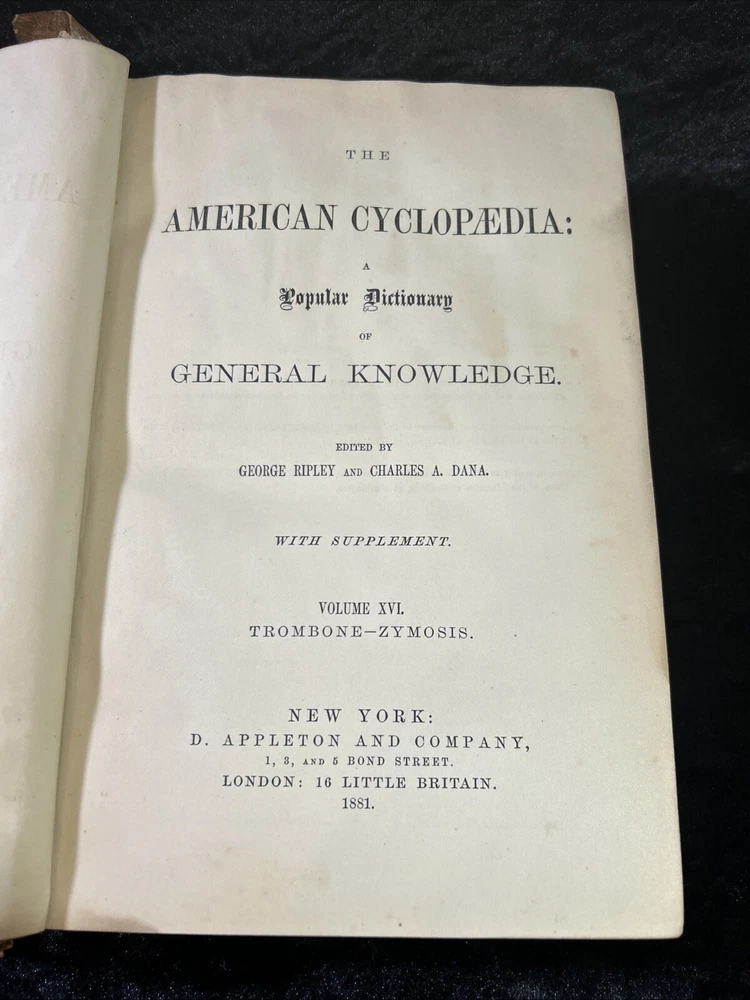 THE
AMERICAN CYCLOPÆDIA:
A
Popular Dictionary
OF
GENERAL KNOWLEDGE.
EDITED BY
GEORGE RIPLEY AND CHARLES A. DANA.
WITH SUPPLEMENT.
VOLUME XVI.
TROMBONE–ZYMOSIS.
NEW YORK:
D. APPLETON AND COMPANY,
1, 3, AND 5 BOND STREET.
LONDON: 16 LITTLE BRITAIN.
1881.